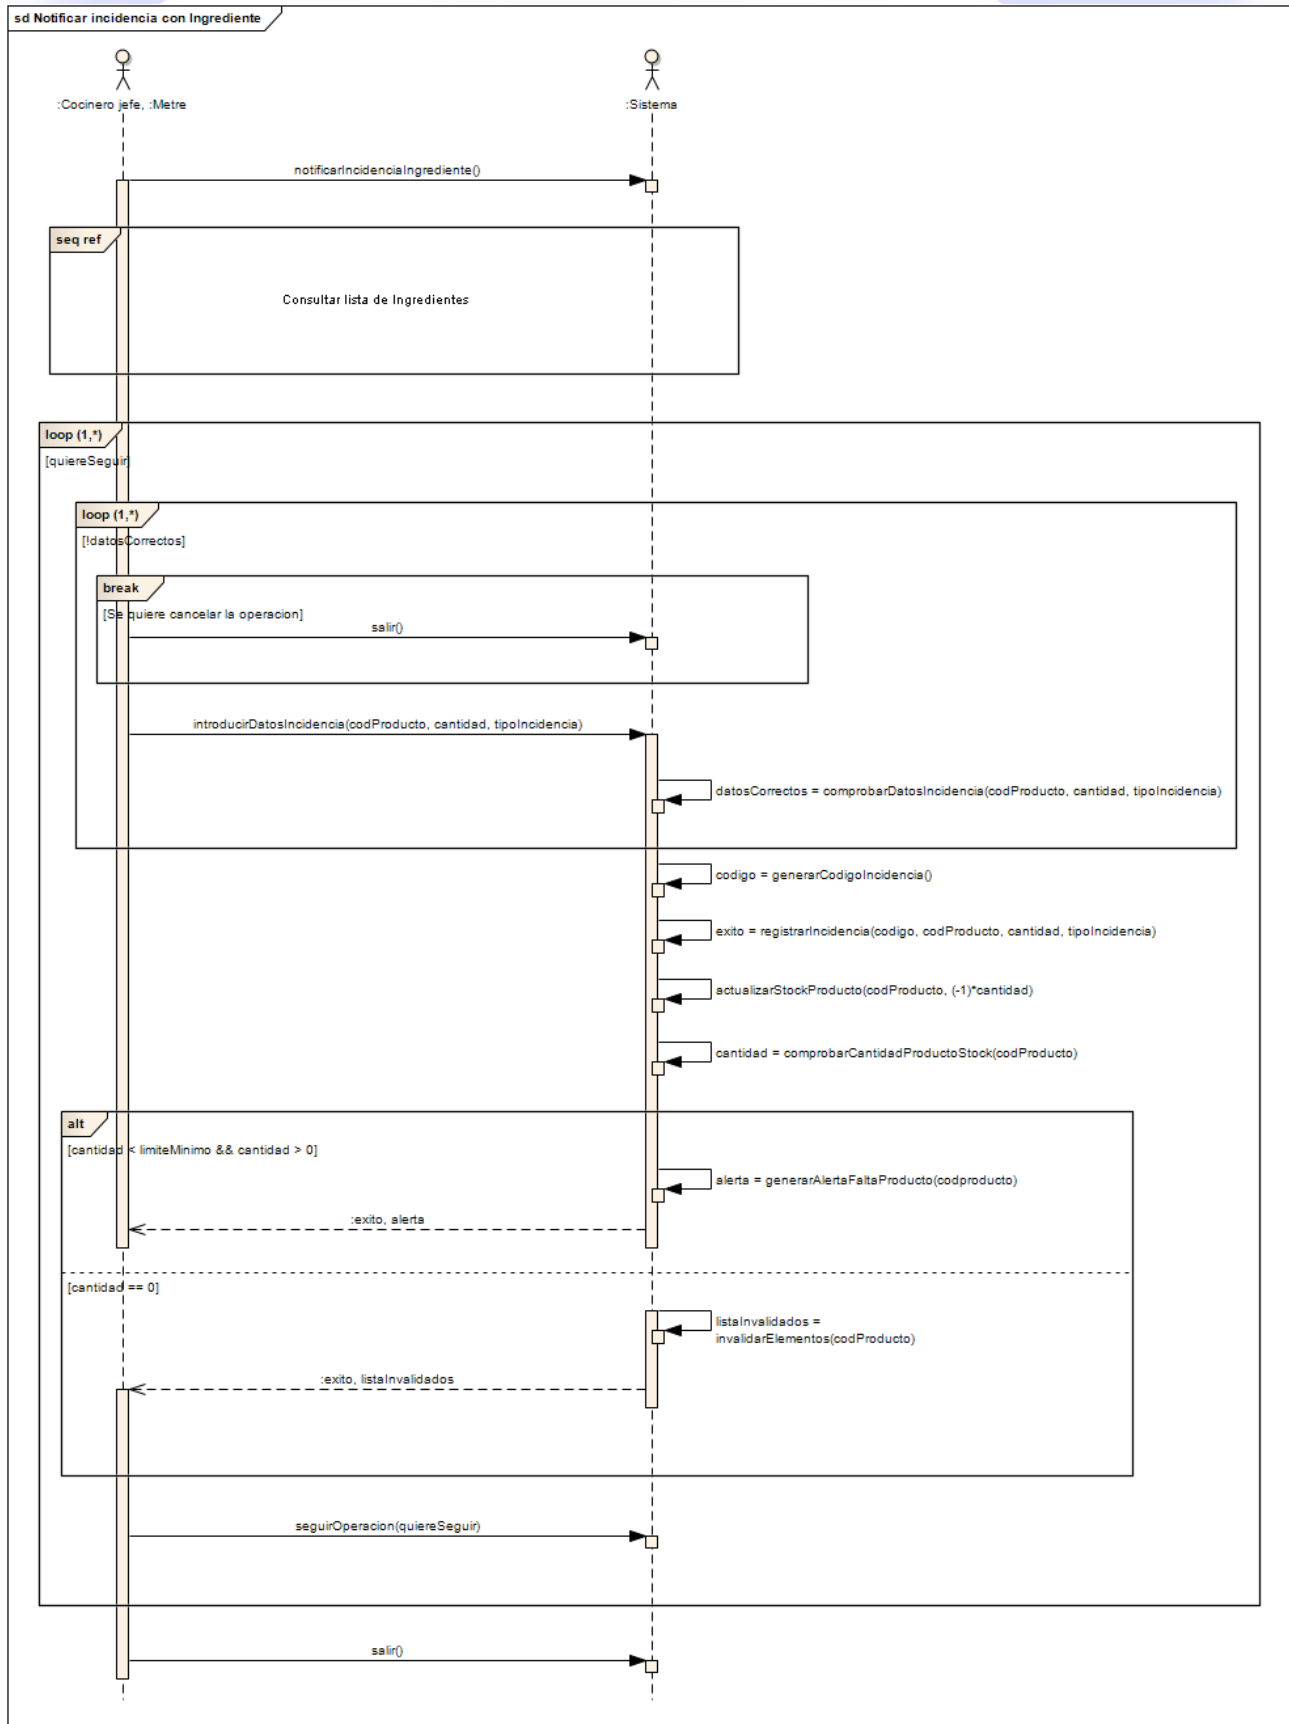 sd Notificar incidencia con Ingrediente
:Cocinero jefe, :Metre
:Sistema
notificarIncidenciaIngrediente()
seq ref
Consultar lista de Ingredientes
loop (1,*)
[quiereSeguir]
loop (1,*)
[!datosCorrectos]
break
[Se quiere cancelar la operacion]
salir()
introducirDatosIncidencia(codProducto, cantidad, tipoIncidencia)
datosCorrectos = comprobarDatosIncidencia(codProducto, cantidad, tipoIncidencia)
codigo = generarCodigoIncidencia()
exito = registrarIncidencia(codigo, codProducto, cantidad, tipoIncidencia)
actualizarStockProducto(codProducto, (-1)*cantidad)
cantidad = comprobarCantidadProductoStock(codProducto)
alt
[cantidad < limiteMinimo && cantidad > 0]
alerta = generarAlertaFaltaProducto(codproducto)
:exito, alerta
[cantidad == 0]
listaInvalidados =
invalidarElementos(codProducto)
:exito, listaInvalidados
seguirOperacion(quiereSeguir)
salir()